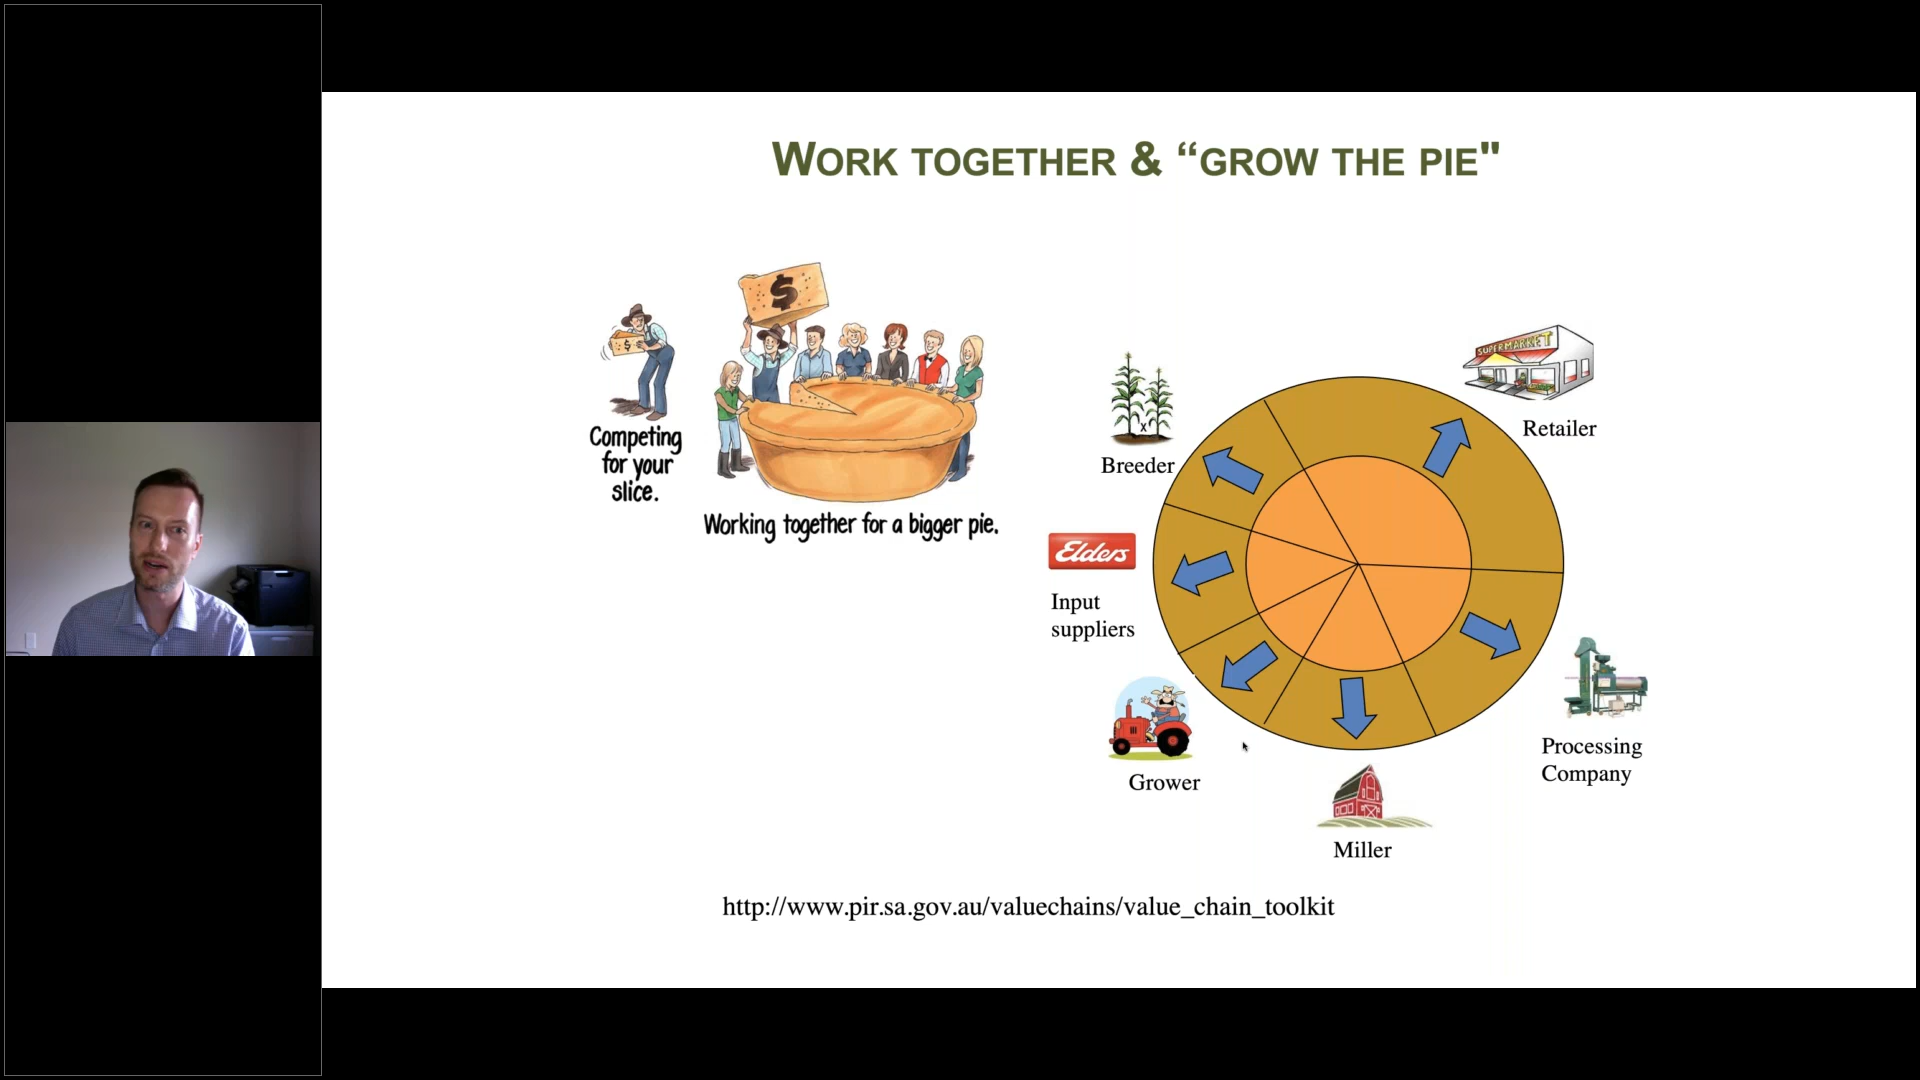 WORK TOGETHER & “GROW THE PIE"
$
$
Competing
for your
slice.
Working together for a bigger pie.
SUPERMARKET
Retailer
X
Breeder
Elders
Input
suppliers
Grower
Miller
Processing
Company
http://www.pir.sa.gov.au/valuechains/value_chain_toolkit